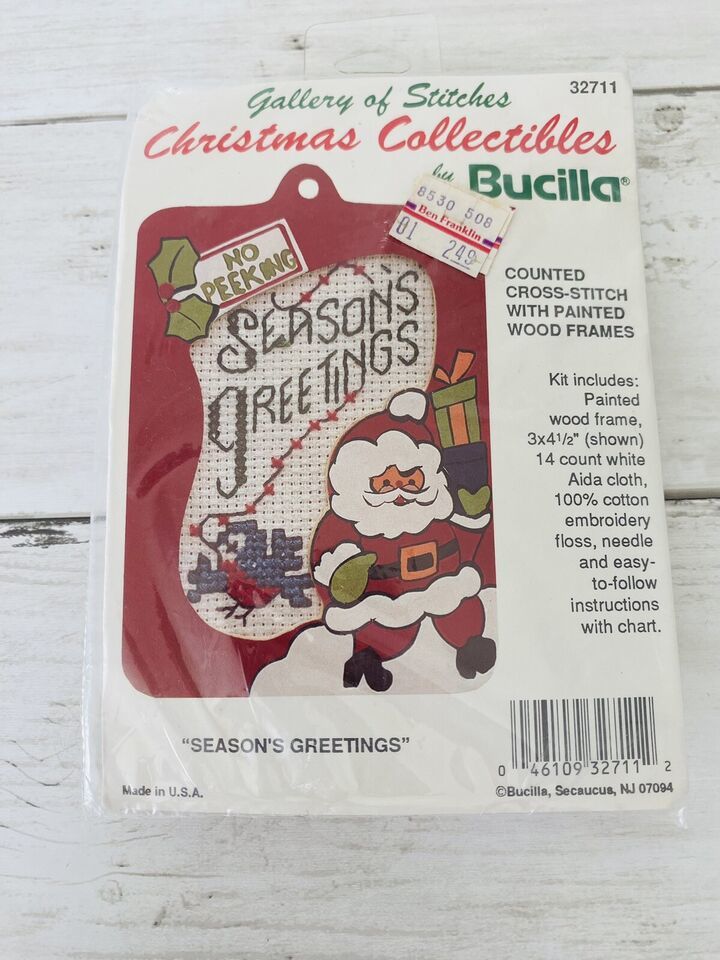 Gallery of Stitches
32711
Christmas Collectibles
by Bucilla®
8530 508
Ben Franklin
01 249
NO
PEEKING
SEASON'S
GREETINGS
COUNTED
CROSS-STITCH
WITH PAINTED
WOOD FRAMES
Kit includes:
Painted
wood frame,
3x4 1/2" (shown)
14 count white
Aida cloth,
100% cotton
embroidery
floss, needle
and easy-
to-follow
instructions
with chart.
"SEASON'S GREETINGS"
0 46109 32711 2
Made in U.S.A.
©Bucilla, Secaucus, NJ 07094